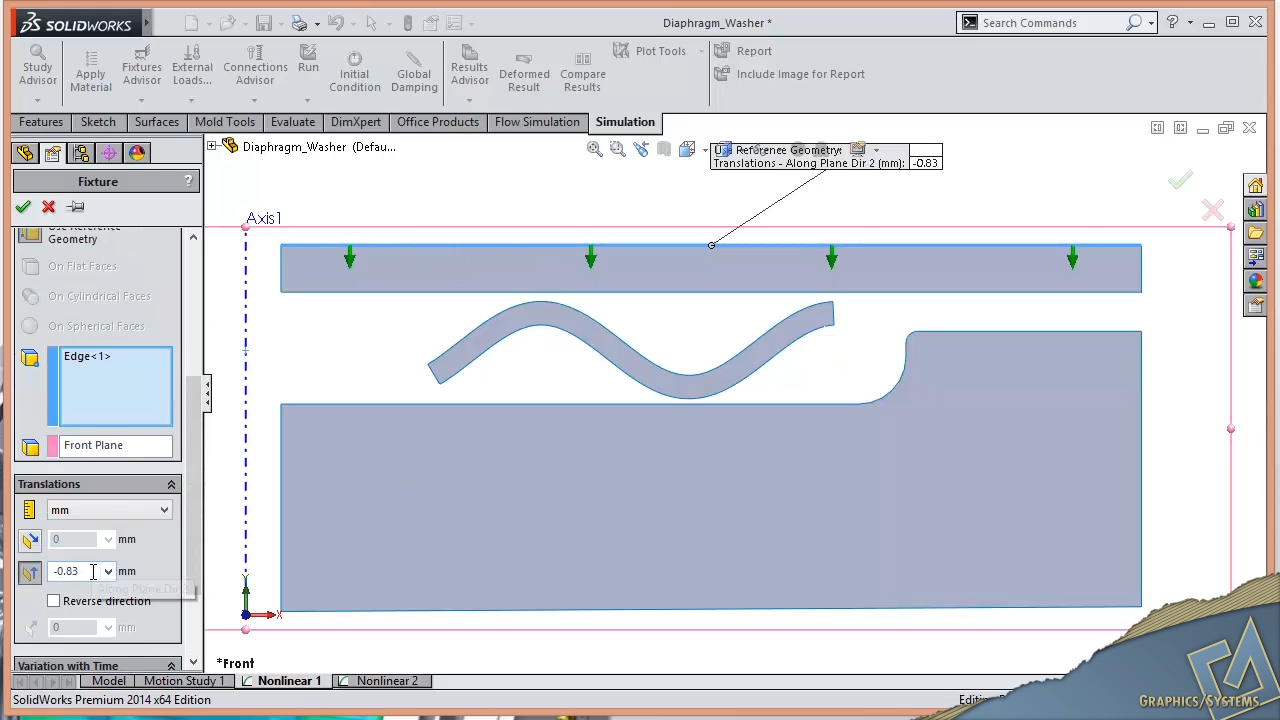 SOLIDWORKS
Diaphragm_Washer *
Search Commands
Study Advisor
Apply Material
Fixtures Advisor
External Loads...
Connections Advisor
Run
Initial Condition
Global Damping
Results Advisor
Deformed Result
Compare Results
Plot Tools
Report
Include Image for Report
Features
Sketch
Surfaces
Mold Tools
Evaluate
DimXpert
Office Products
Flow Simulation
Simulation
Diaphragm_Washer (Defau...
Use Reference Geometry:
Translations - Along Plane Dir 2 (mm): -0.83
Fixture
?
Use Reference Geometry
On Flat Faces
On Cylindrical Faces
On Spherical Faces
Edge<1>
Front Plane
Translations
mm
0 mm
-0.83 mm
Along Plane Dir 2
Reverse direction
0 mm
Variation with Time
Axis1
Y
X
*Front
Model
Motion Study 1
Nonlinear 1
Nonlinear 2
SolidWorks Premium 2014 x64 Edition
GRAPHICS/SYSTEMS